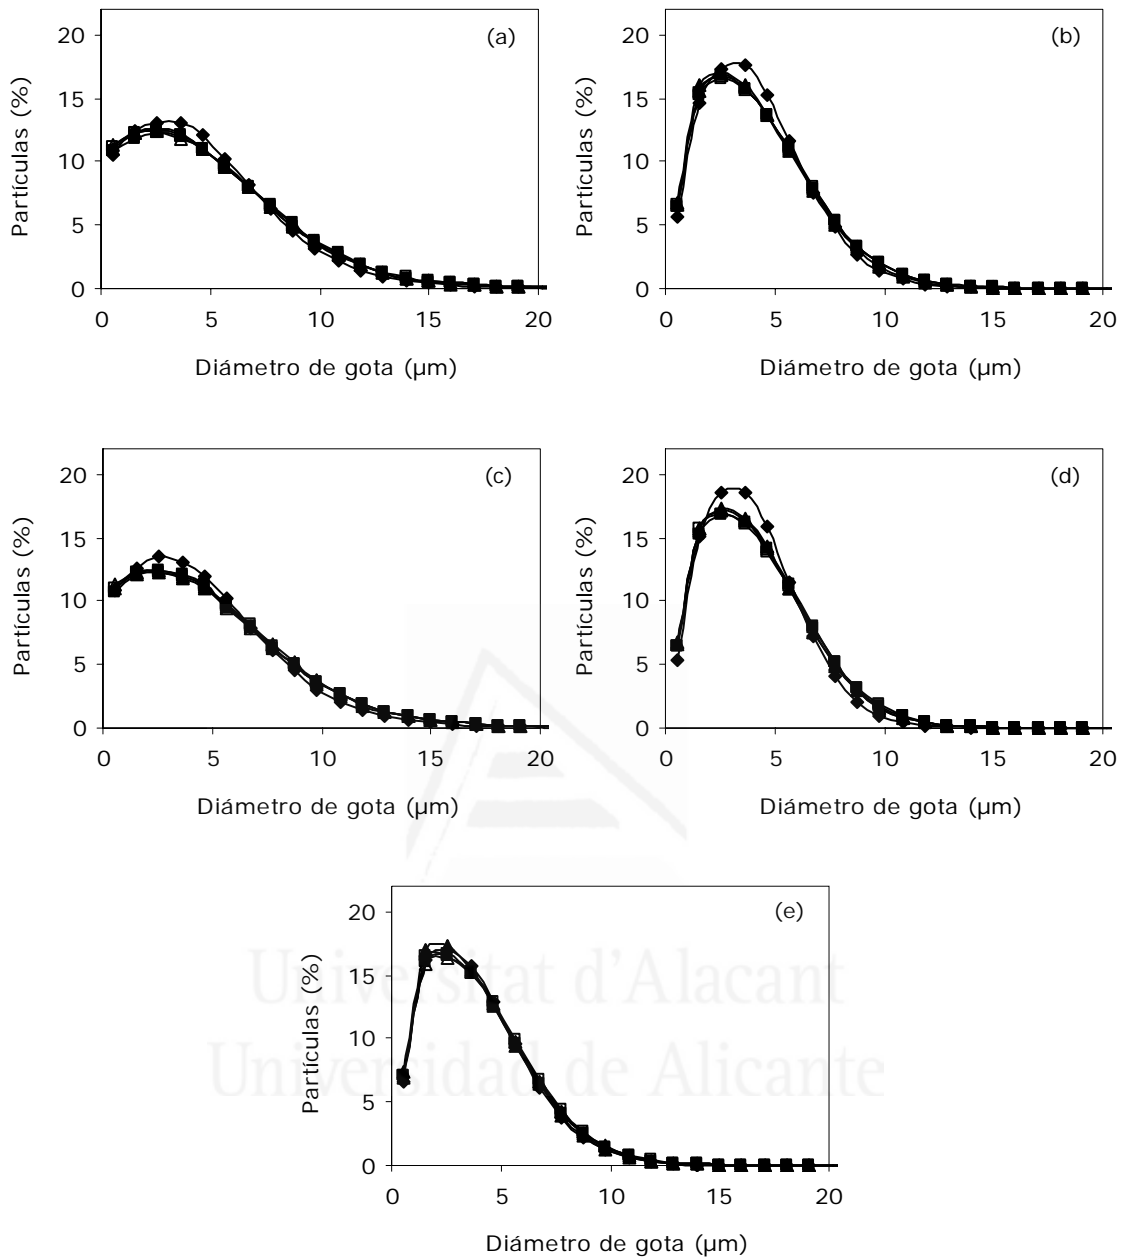 (a)
Partículas (%)
20
15
10
5
0
0 5 10 15 20
Diámetro de gota (µm)
(b)
Partículas (%)
20
15
10
5
0
0 5 10 15 20
Diámetro de gota (µm)
(c)
Partículas (%)
20
15
10
5
0
0 5 10 15 20
Diámetro de gota (µm)
(d)
Partículas (%)
20
15
10
5
0
0 5 10 15 20
Diámetro de gota (µm)
(e)
Partículas (%)
20
15
10
5
0
0 5 10 15 20
Diámetro de gota (µm)
Universitat d'Alacant
Universidad de Alicante